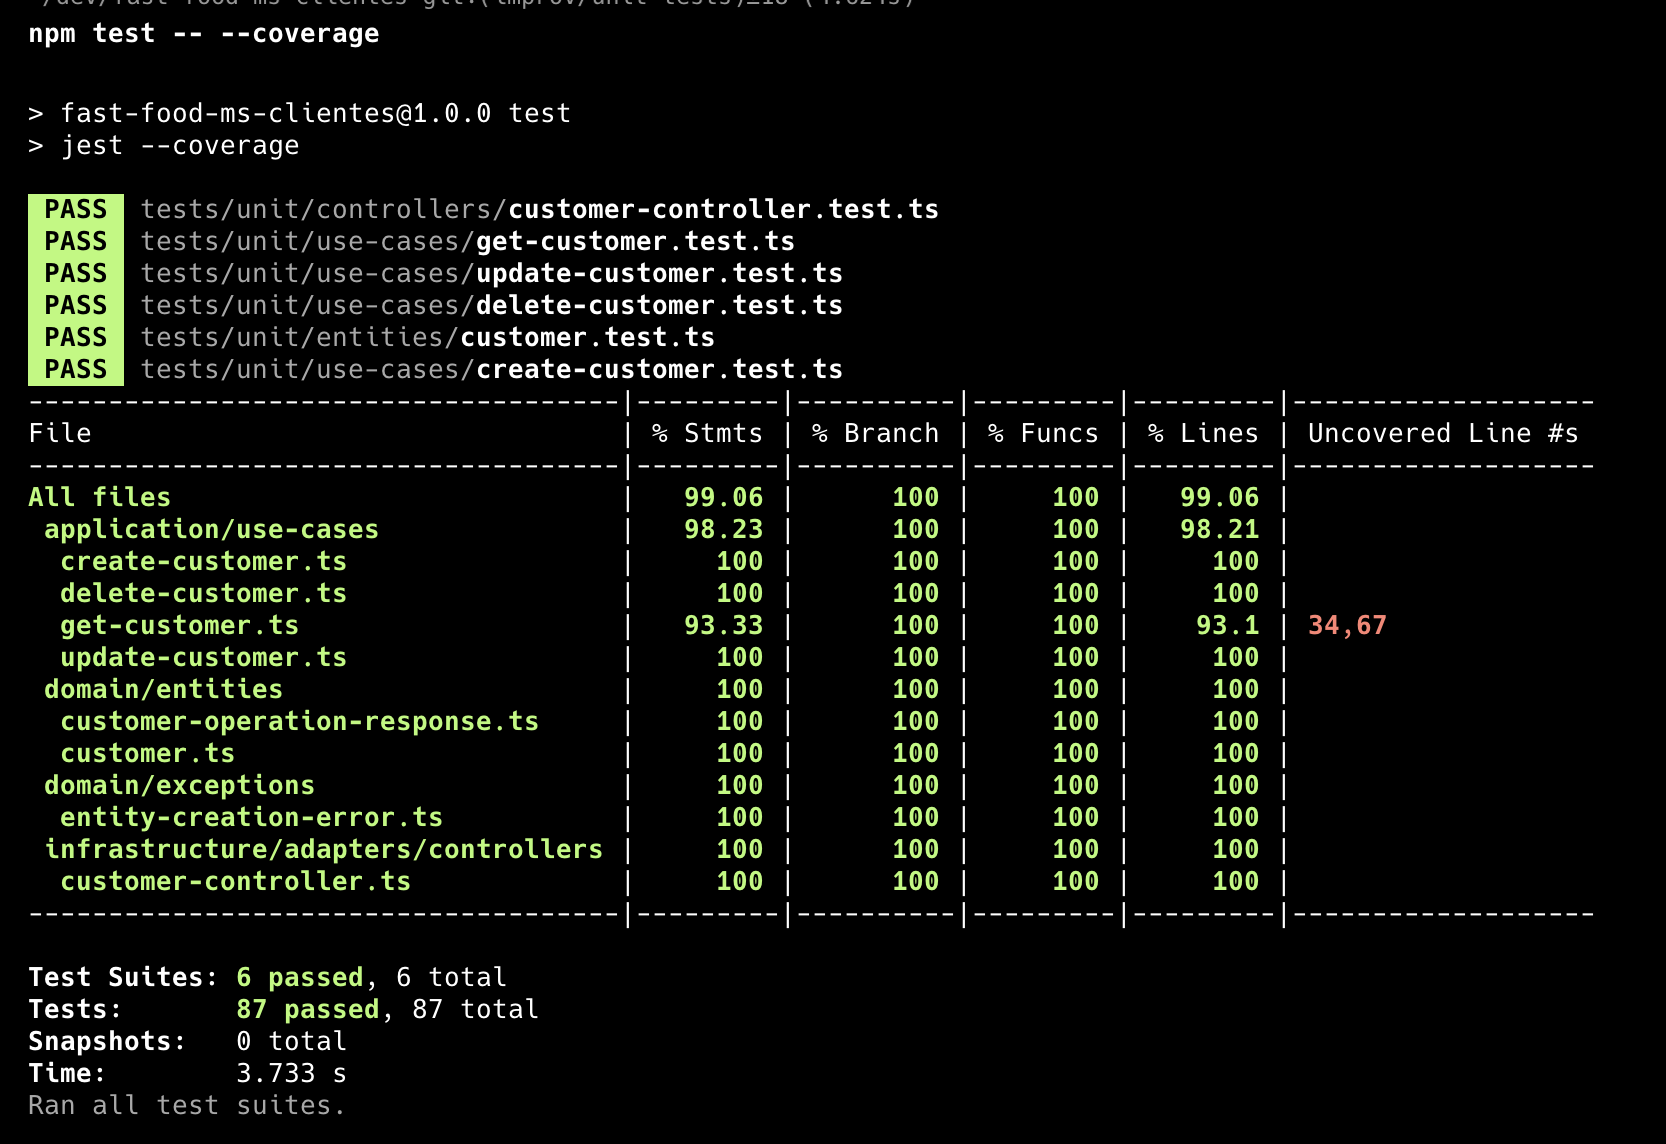 npm test -- --coverage
> fast-food-ms-clientes@1.0.0 test
> jest --coverage
PASS tests/unit/controllers/customer-controller.test.ts
PASS tests/unit/use-cases/get-customer.test.ts
PASS tests/unit/use-cases/update-customer.test.ts
PASS tests/unit/use-cases/delete-customer.test.ts
PASS tests/unit/entities/customer.test.ts
PASS tests/unit/use-cases/create-customer.test.ts
-------------------------------------|---------|----------|---------|---------|-------------------
File                                 | % Stmts | % Branch | % Funcs | % Lines | Uncovered Line #s
-------------------------------------|---------|----------|---------|---------|-------------------
All files                            |   99.06 |      100 |     100 |   99.06 |
 application/use-cases               |   98.23 |      100 |     100 |   98.21 |
  create-customer.ts                 |     100 |      100 |     100 |     100 |
  delete-customer.ts                 |     100 |      100 |     100 |     100 |
  get-customer.ts                    |   93.33 |      100 |     100 |    93.1 | 34,67
  update-customer.ts                 |     100 |      100 |     100 |     100 |
 domain/entities                     |     100 |      100 |     100 |     100 |
  customer-operation-response.ts     |     100 |      100 |     100 |     100 |
  customer.ts                        |     100 |      100 |     100 |     100 |
 domain/exceptions                   |     100 |      100 |     100 |     100 |
  entity-creation-error.ts           |     100 |      100 |     100 |     100 |
 infrastructure/adapters/controllers |     100 |      100 |     100 |     100 |
  customer-controller.ts             |     100 |      100 |     100 |     100 |
-------------------------------------|---------|----------|---------|---------|-------------------
Test Suites: 6 passed, 6 total
Tests:       87 passed, 87 total
Snapshots:   0 total
Time:        3.733 s
Ran all test suites.